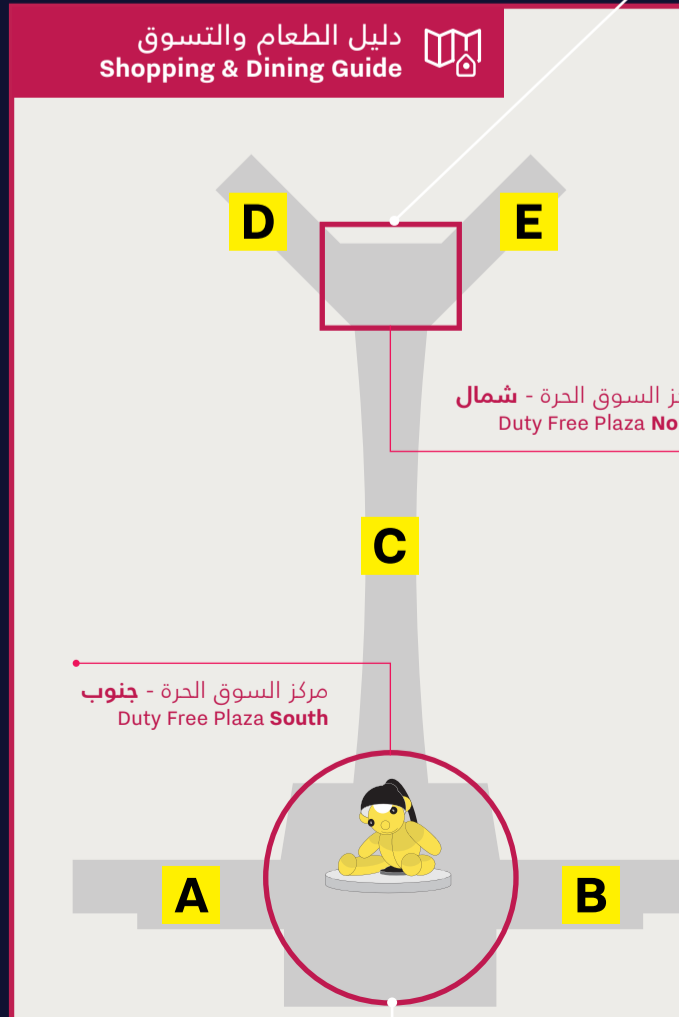 دليل الطعام والتسوق
Shopping & Dining Guide
D
E
السوق الحرة - شمال
Duty Free Plaza
C
مركز السوق الحرة - جنوب
Duty Free Plaza South
A
B